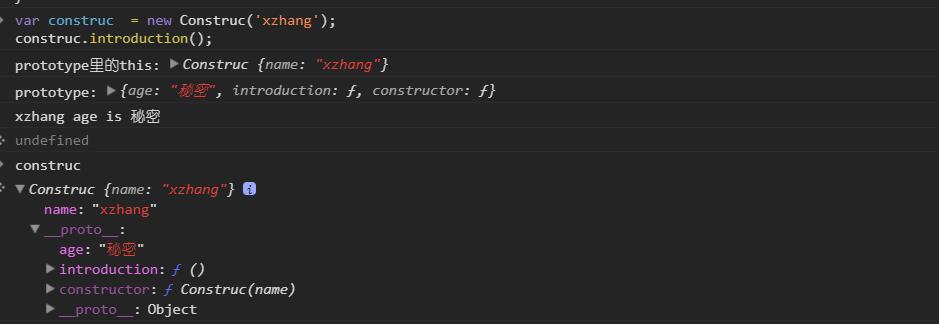 var construc  = new Construc('xzhang');
construc.introduction();
prototype里的this: ▶Construc {name: "xzhang"}
prototype: ▶{age: "秘密", introduction: ƒ, constructor: ƒ}
xzhang age is 秘密
undefined
construc
▼Construc {name: "xzhang"} i
name: "xzhang"
▼__proto__:
age: "秘密"
▶introduction: ƒ ()
▶constructor: ƒ Construc(name)
▶__proto__: Object